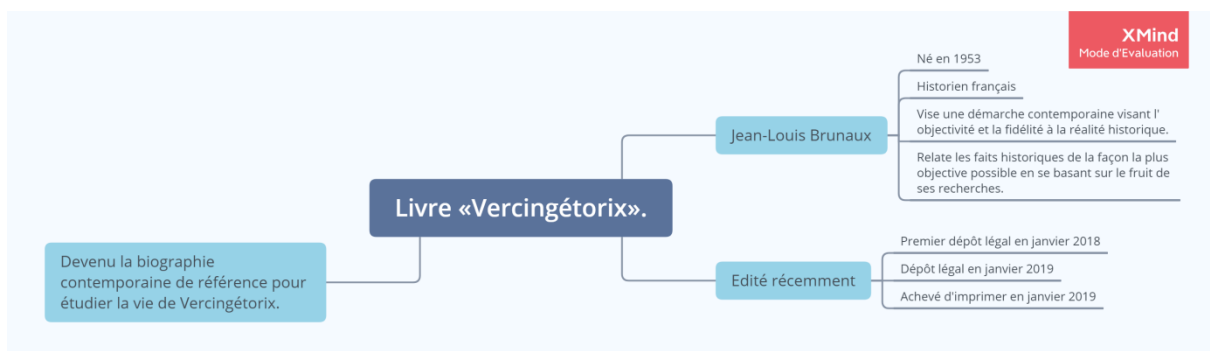 XMind
Mode d'Evaluation
Né en 1953
Historien français
Vise une démarche contemporaine visant l'
objectivité et la fidélité à la réalité historique.
Jean-Louis Brunaux
Relate les faits historiques de la façon la plus
objective possible en se basant sur le fruit de
ses recherches.
Livre «Vercingétorix».
Premier dépôt légal en janvier 2018
Edité récemment
Dépôt légal en janvier 2019
Achevé d'imprimer en janvier 2019
Devenu la biographie
contemporaine de référence pour
étudier la vie de Vercingétorix.